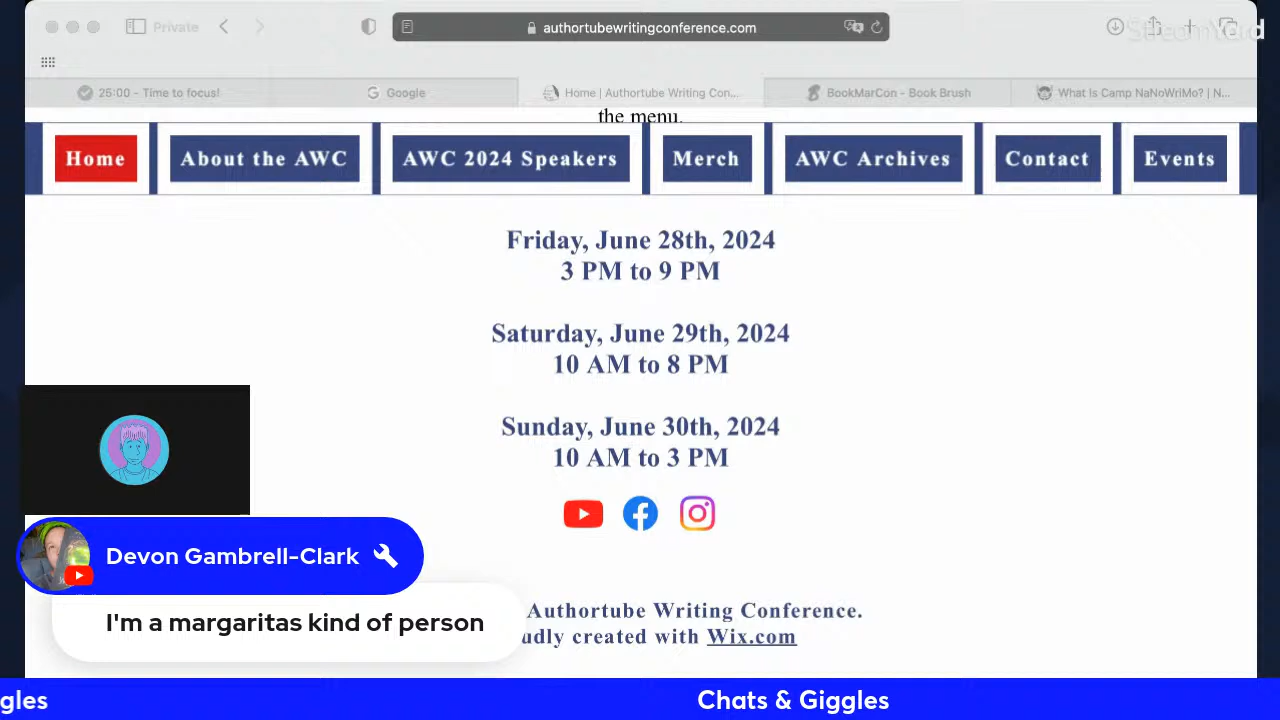 Private
authortubewritingconference.com
StreamYard
25:00 - Time to focus!
Google
Home | Authortube Writing Con...
BookMarCon - Book Brush
What Is Camp NaNoWriMo? | N...
the menu.
Home
About the AWC
AWC 2024 Speakers
Merch
AWC Archives
Contact
Events
Friday, June 28th, 2024
3 PM to 9 PM
Saturday, June 29th, 2024
10 AM to 8 PM
Sunday, June 30th, 2024
10 AM to 3 PM
Devon Gambrell-Clark
I'm a margaritas kind of person
Authortube Writing Conference.
udly created with Wix.com
ggles
Chats & Giggles